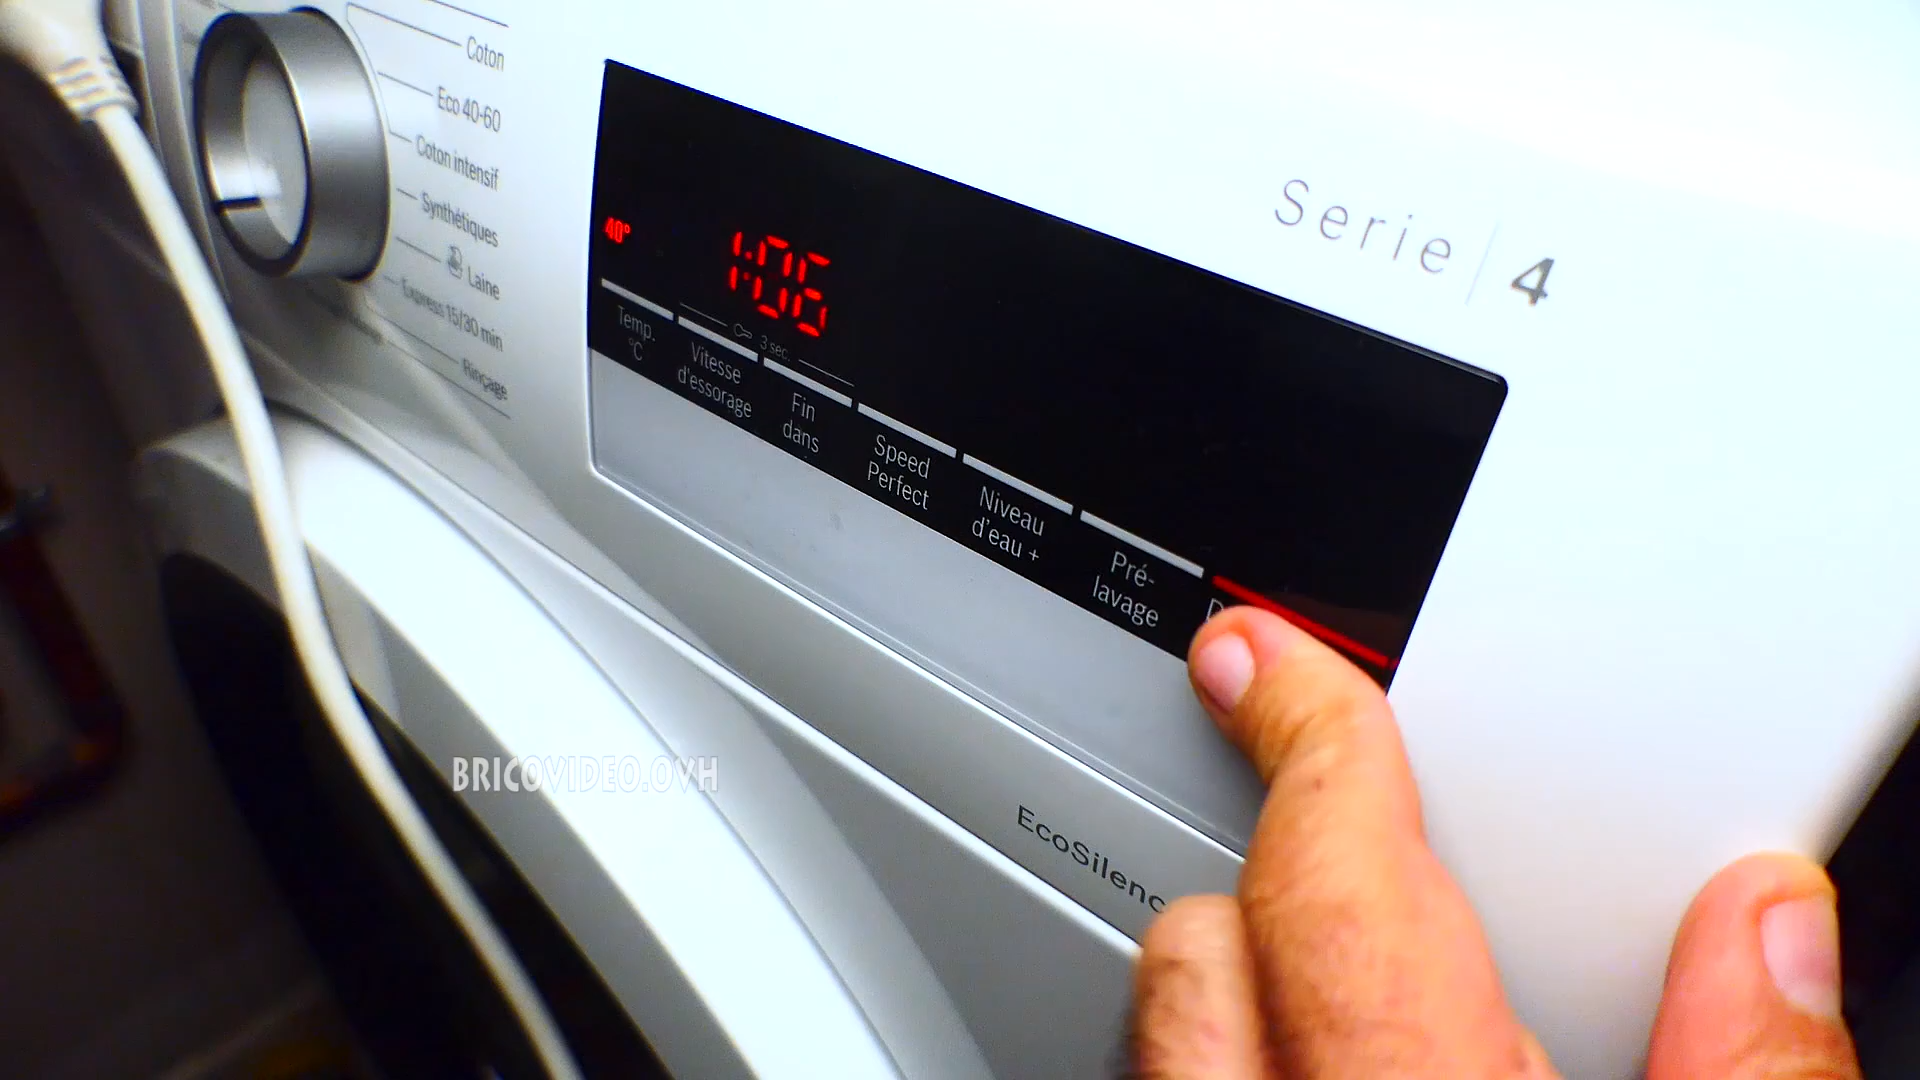 Coton
Eco 40-60
Coton intensif
Synthétiques
Laine
Express 15/30 min
Rinçage
Serie | 4
40°
1:06
3 sec.
Temp.
°C
Vitesse
d'essorage
Fin
dans
Speed
Perfect
Niveau
d'eau +
Pré-
lavage
BRICOVIDEO.OVH
EcoSilenc